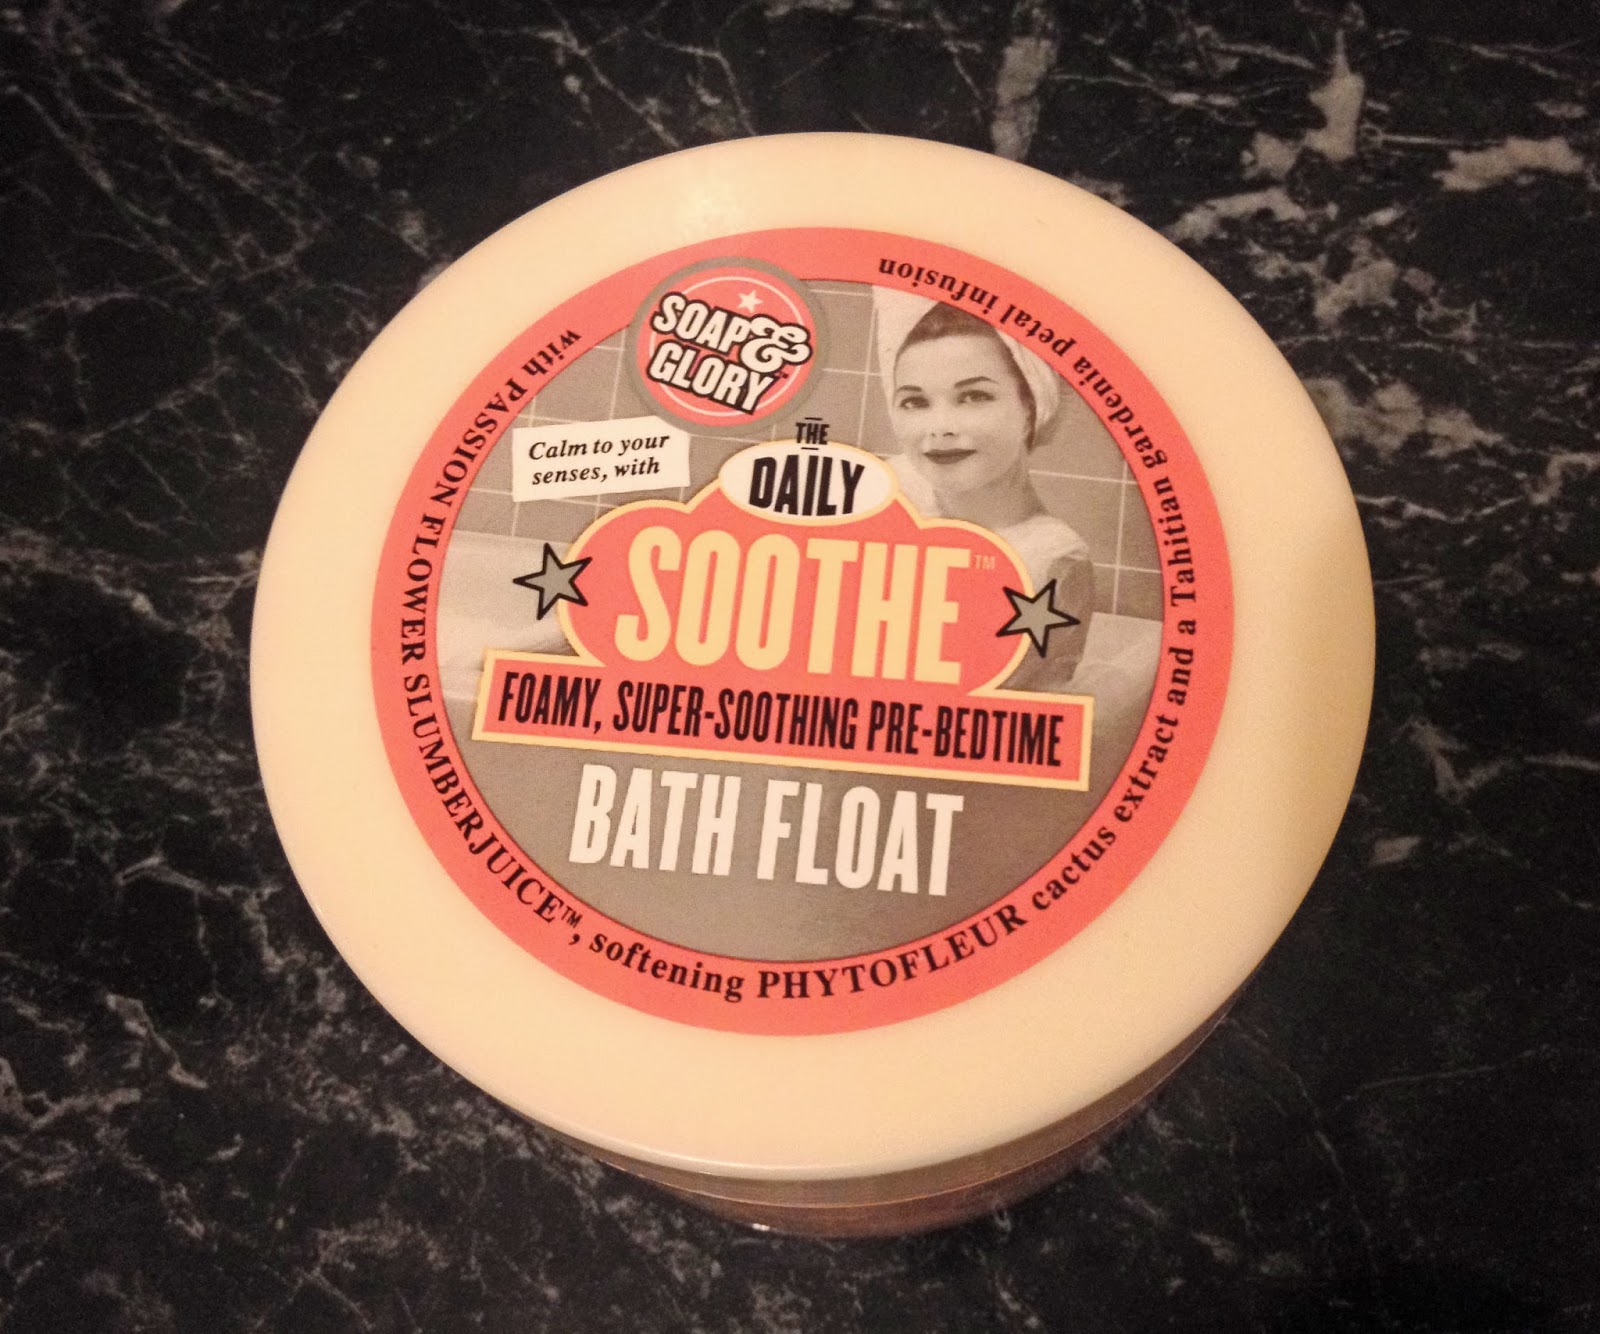 SOAP &
GLORY™
Calm to your
senses, with
THE
DAILY
SOOTHE™
FOAMY, SUPER-SOOTHING PRE-BEDTIME
BATH FLOAT
with PASSION FLOWER SLUMBERJUICE™, softening PHYTOFLEUR cactus extract and a Tahitian gardenia petal infusion